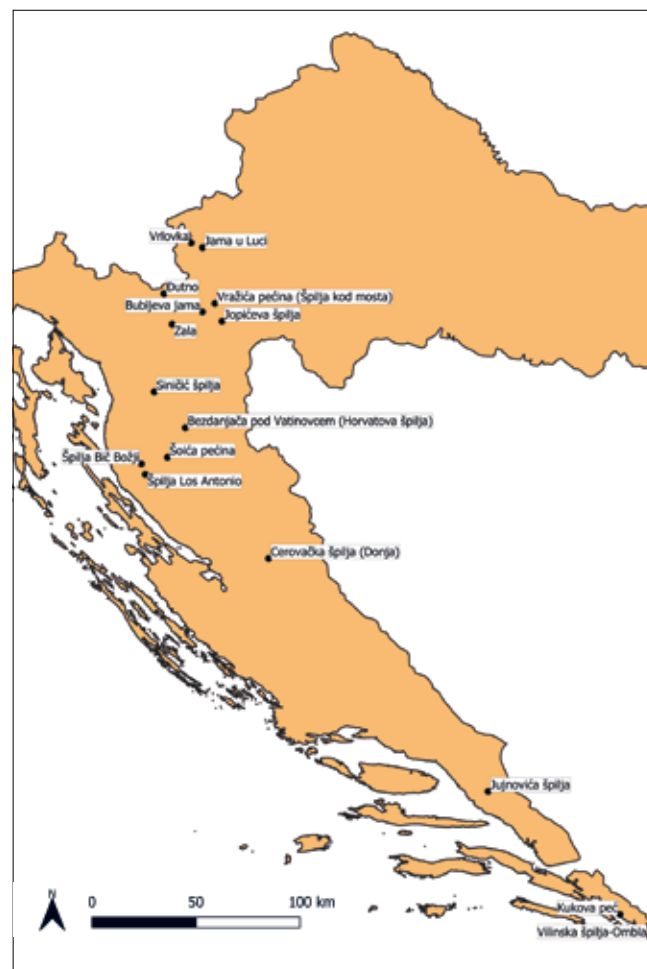 Vrlovka
Jama u Luci
Dutno
Vražića pećina (Špilja kod mosta)
Bubijeva jama
Jopićeva špilja
Zala
Siničić špilja
Bezdanjača pod Vatinovcem (Horvatova špilja)
Šoića pećina
Špilja Bič Božji
Špilja Los Antonio
Cerovačka špilja (Donja)
Jujnovića špilja
N
0 50 100 km
Kukova peć
Vilinska špilja-Ombla